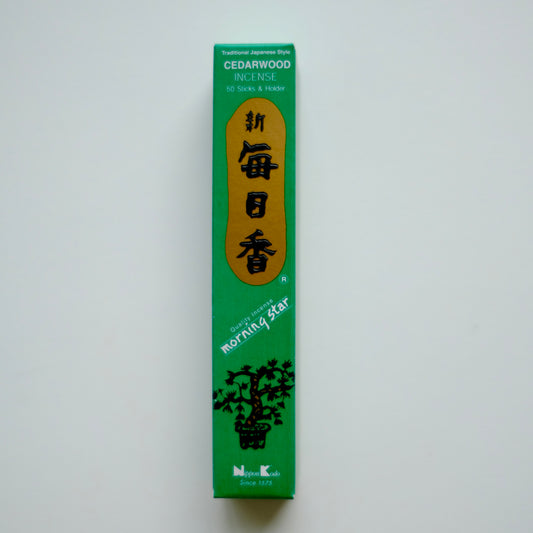 Traditional Japanese Style
CEDARWOOD
INCENSE
50 Sticks & Holder
新
毎日香
R
Quality Incense
morning star
Nippon Kodo
Since 1575